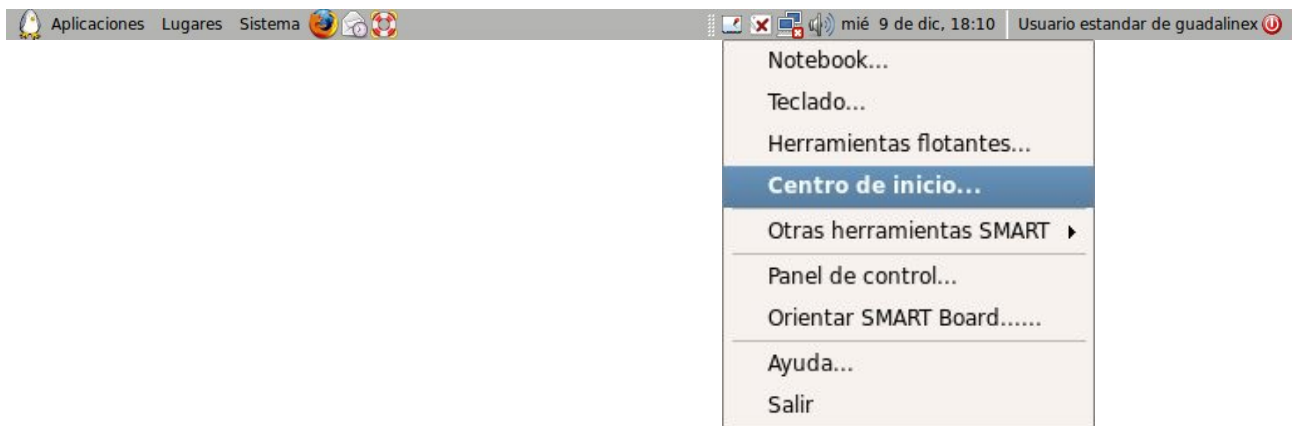 Aplicaciones Lugares Sistema mié 9 de dic, 18:10 Usuario estandar de guadalinex
Notebook...
Teclado...
Herramientas flotantes...
Centro de inicio...
Otras herramientas SMART
Panel de control...
Orientar SMART Board......
Ayuda...
Salir